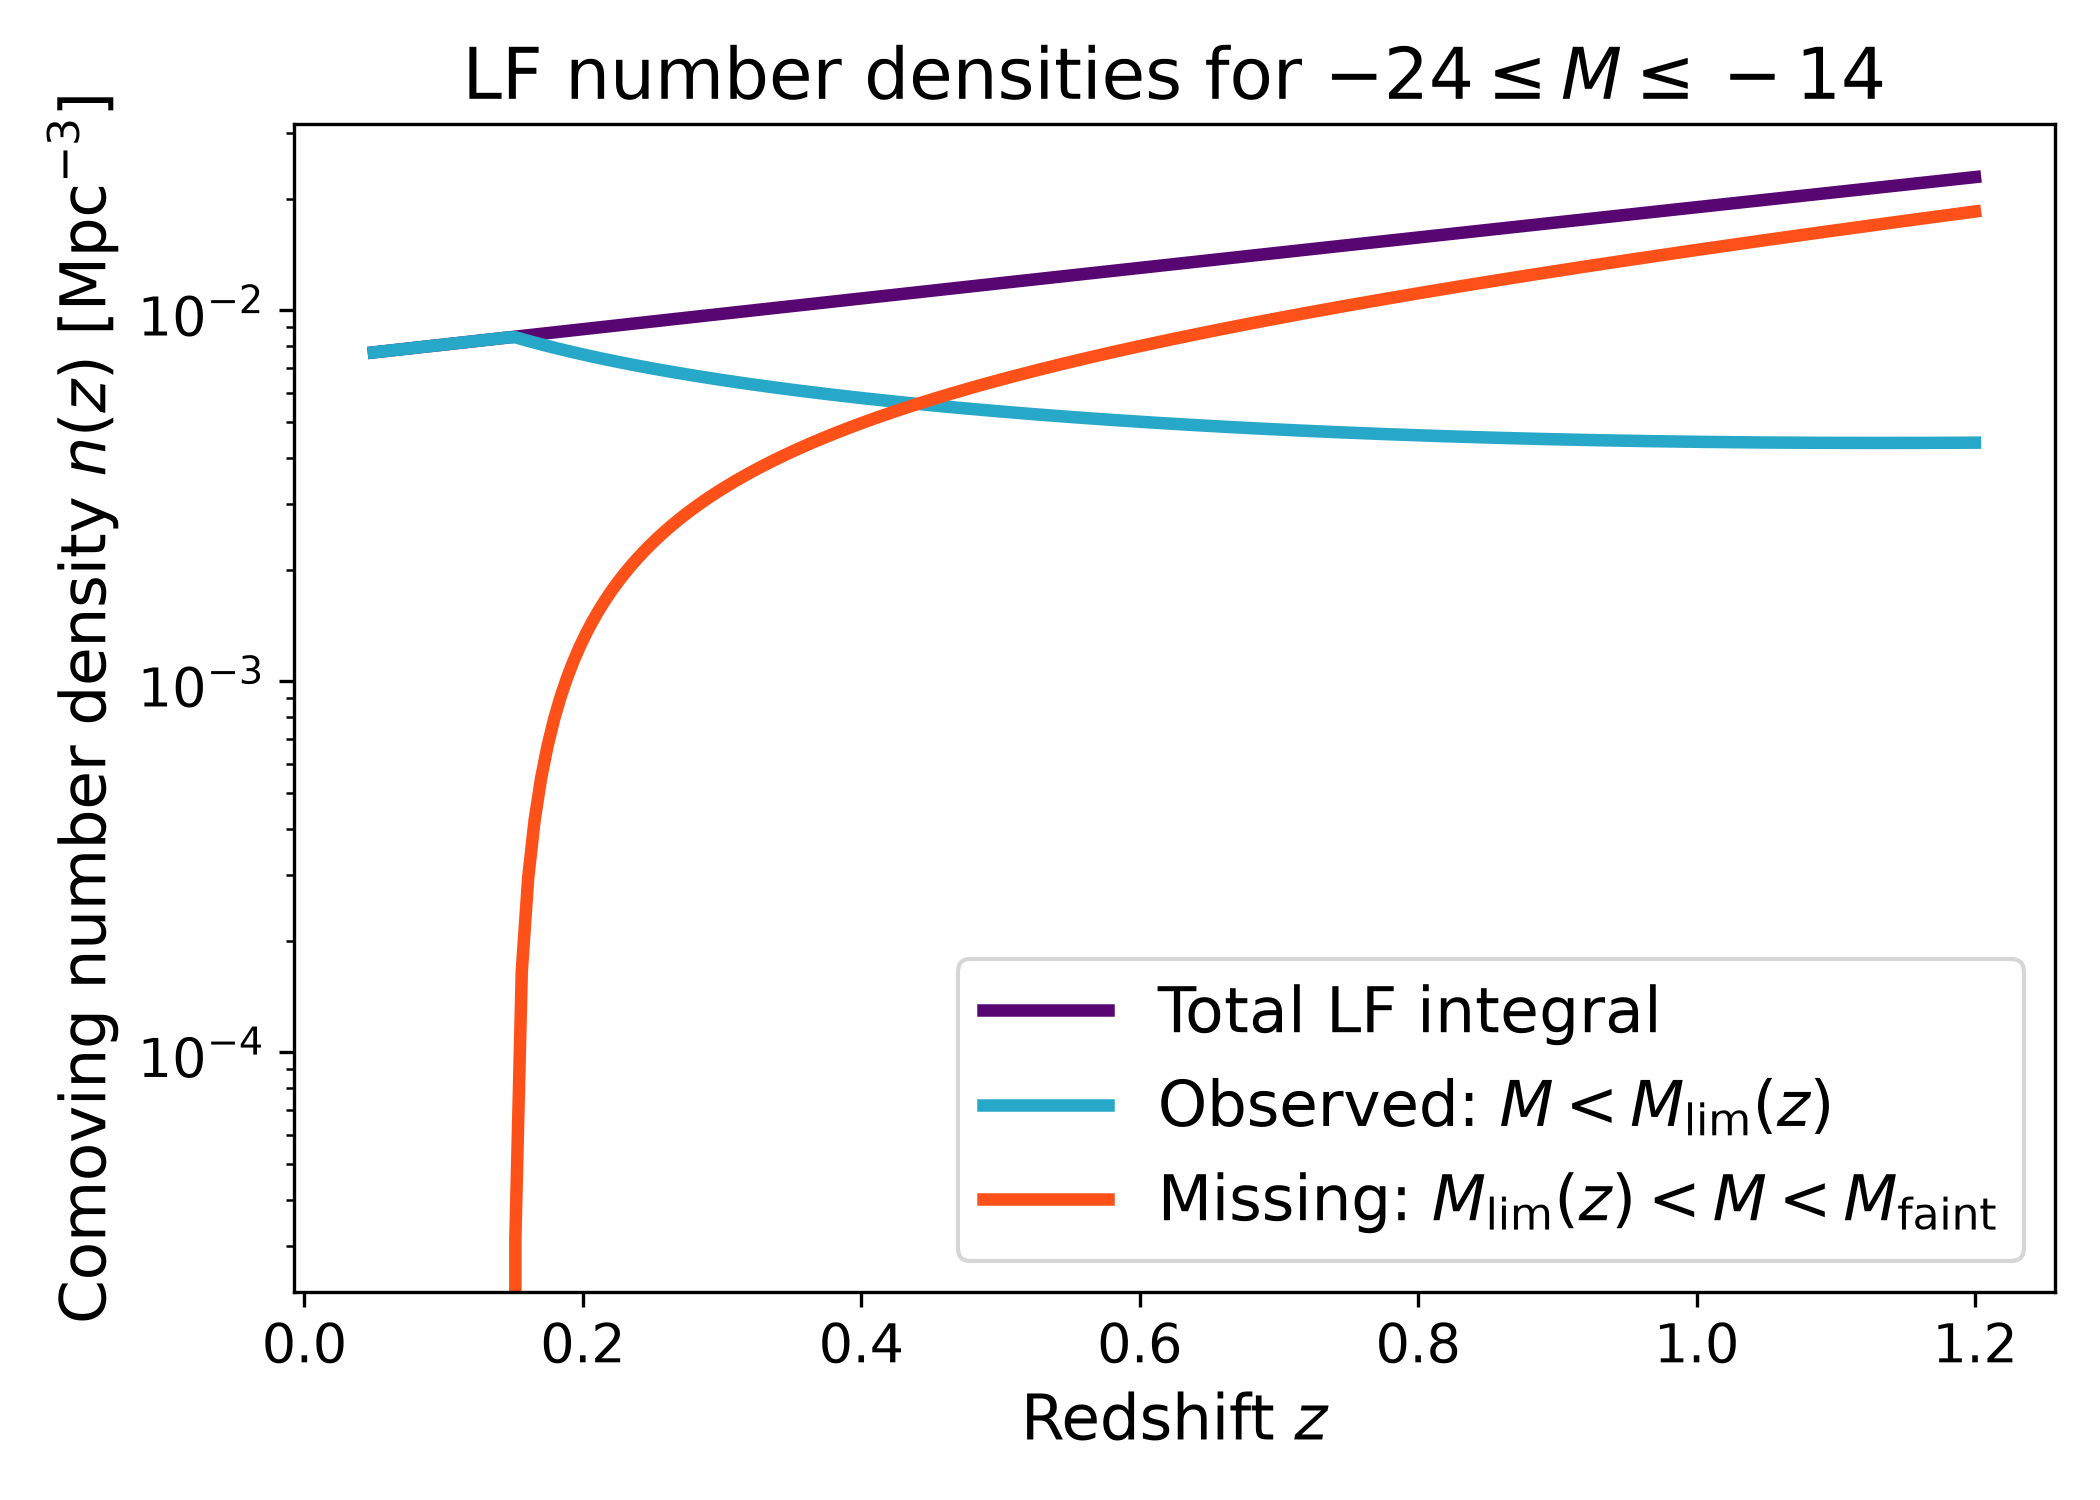 LF number densities for −24 ≤ M ≤ −14
Comoving number density n(z) [Mpc⁻³]
10⁻²
10⁻³
10⁻⁴
Total LF integral
Observed: M < M_lim(z)
Missing: M_lim(z) < M < M_faint
0.0 0.2 0.4 0.6 0.8 1.0 1.2
Redshift z